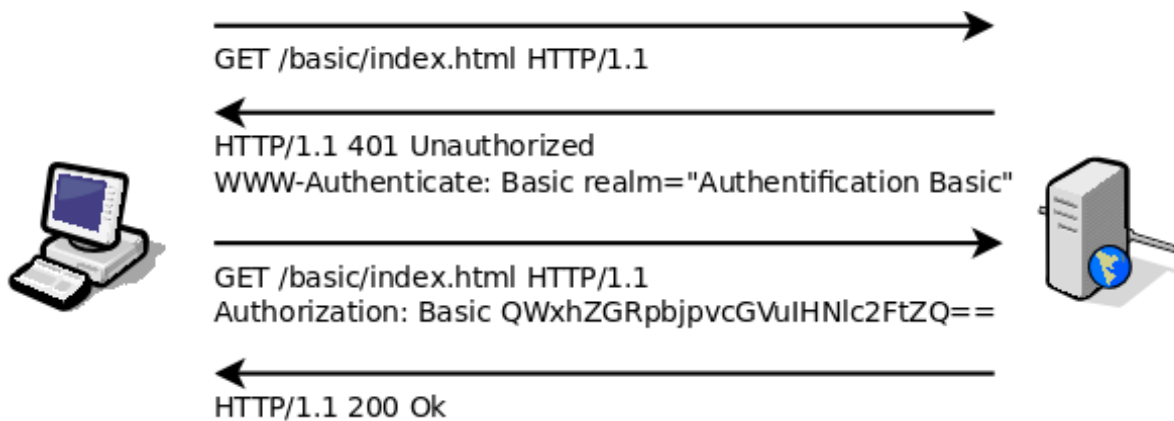 GET /basic/index.html HTTP/1.1
HTTP/1.1 401 Unauthorized
WWW-Authenticate: Basic realm="Authentification Basic"
GET /basic/index.html HTTP/1.1
Authorization: Basic QWxhZGRpbjpvcGVuIHNlc2FtZQ==
HTTP/1.1 200 Ok